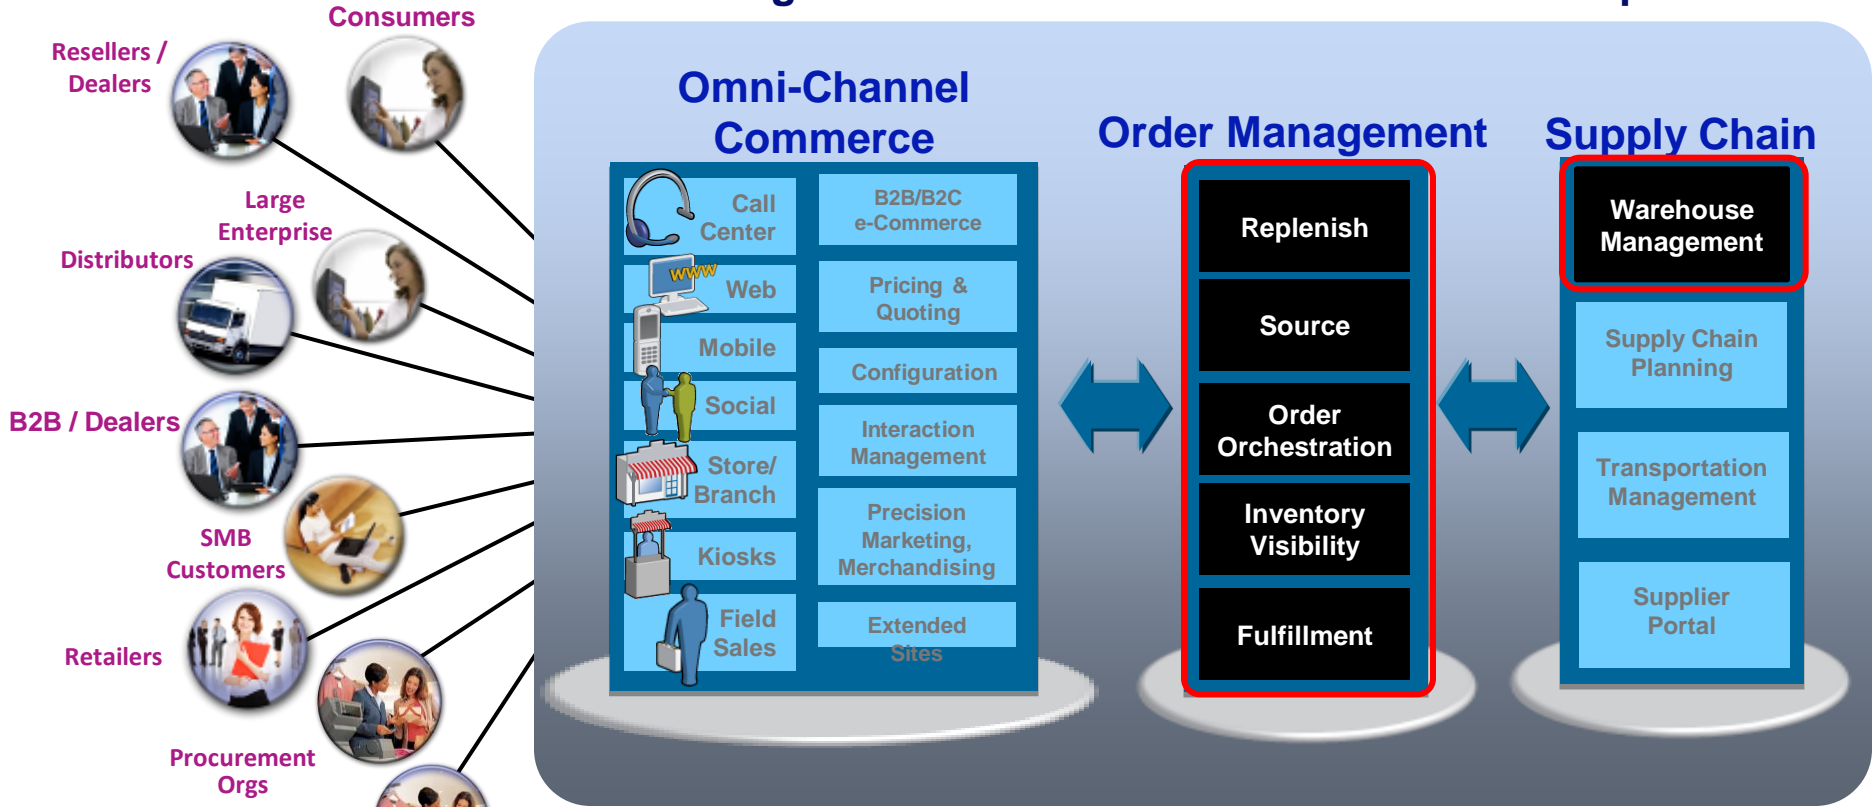 Consumers
Resellers /
Dealers
Large
Enterprise
Distributors
B2B / Dealers
SMB
Customers
Retailers
Procurement
Orgs
Omni-Channel
Commerce
Call
Center
Web
www
Mobile
Social
Store/
Branch
Kiosks
Field
Sales
B2B/B2C
e-Commerce
Pricing &
Quoting
Configuration
Interaction
Management
Precision
Marketing,
Merchandising
Extended
Sites
Order Management
Replenish
Source
Order
Orchestration
Inventory
Visibility
Fulfillment
Supply Chain
Warehouse
Management
Supply Chain
Planning
Transportation
Management
Supplier
Portal